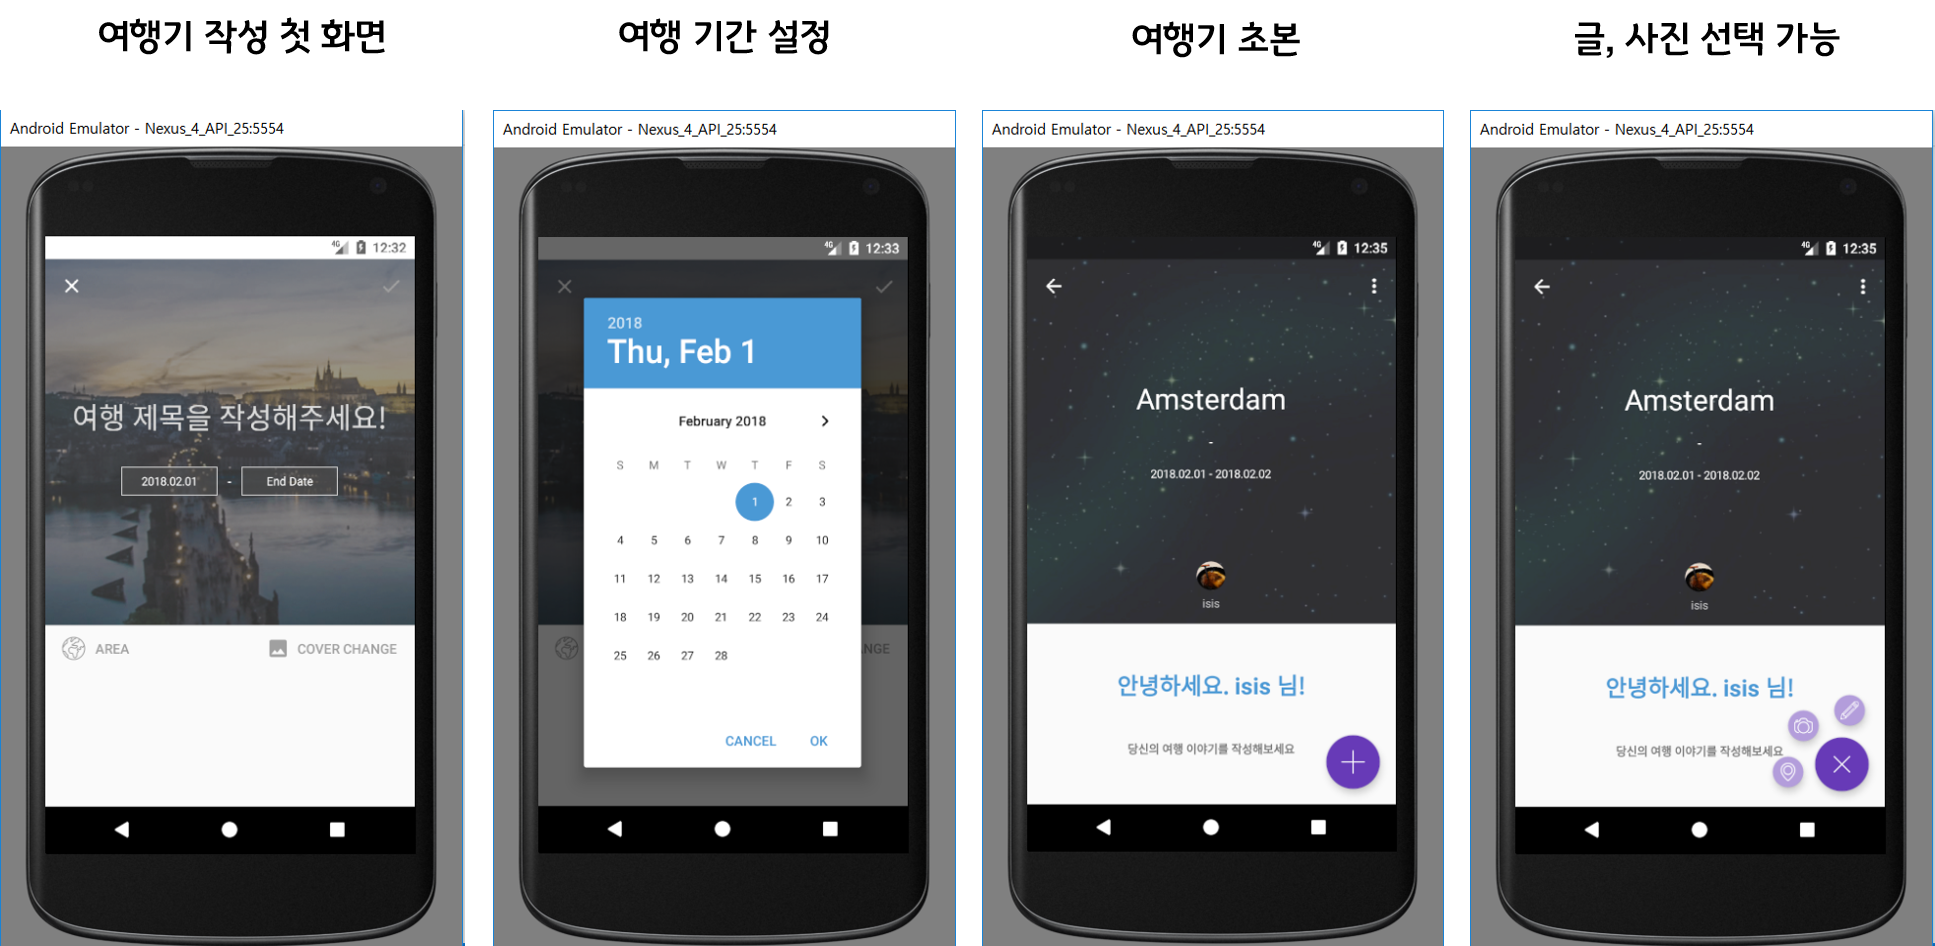 여행기 작성 첫 화면
여행 기간 설정
여행기 초본
글, 사진 선택 가능
Android Emulator - Nexus_4_API_25:5554
4G 12:32
여행 제목을 작성해주세요!
2018.02.01 - End Date
AREA COVER CHANGE
Android Emulator - Nexus_4_API_25:5554
4G 12:33
2018
Thu, Feb 1
February 2018
S M T W T F S
1 2 3
4 5 6 7 8 9 10
11 12 13 14 15 16 17
18 19 20 21 22 23 24
25 26 27 28
NGE
CANCEL OK
Android Emulator - Nexus_4_API_25:5554
4G 12:35
Amsterdam
-
2018.02.01 - 2018.02.02
isis
안녕하세요. isis 님!
당신의 여행 이야기를 작성해보세요
Android Emulator - Nexus_4_API_25:5554
4G 12:35
Amsterdam
-
2018.02.01 - 2018.02.02
isis
안녕하세요. isis 님!
당신의 여행 이야기를 작성해보세요